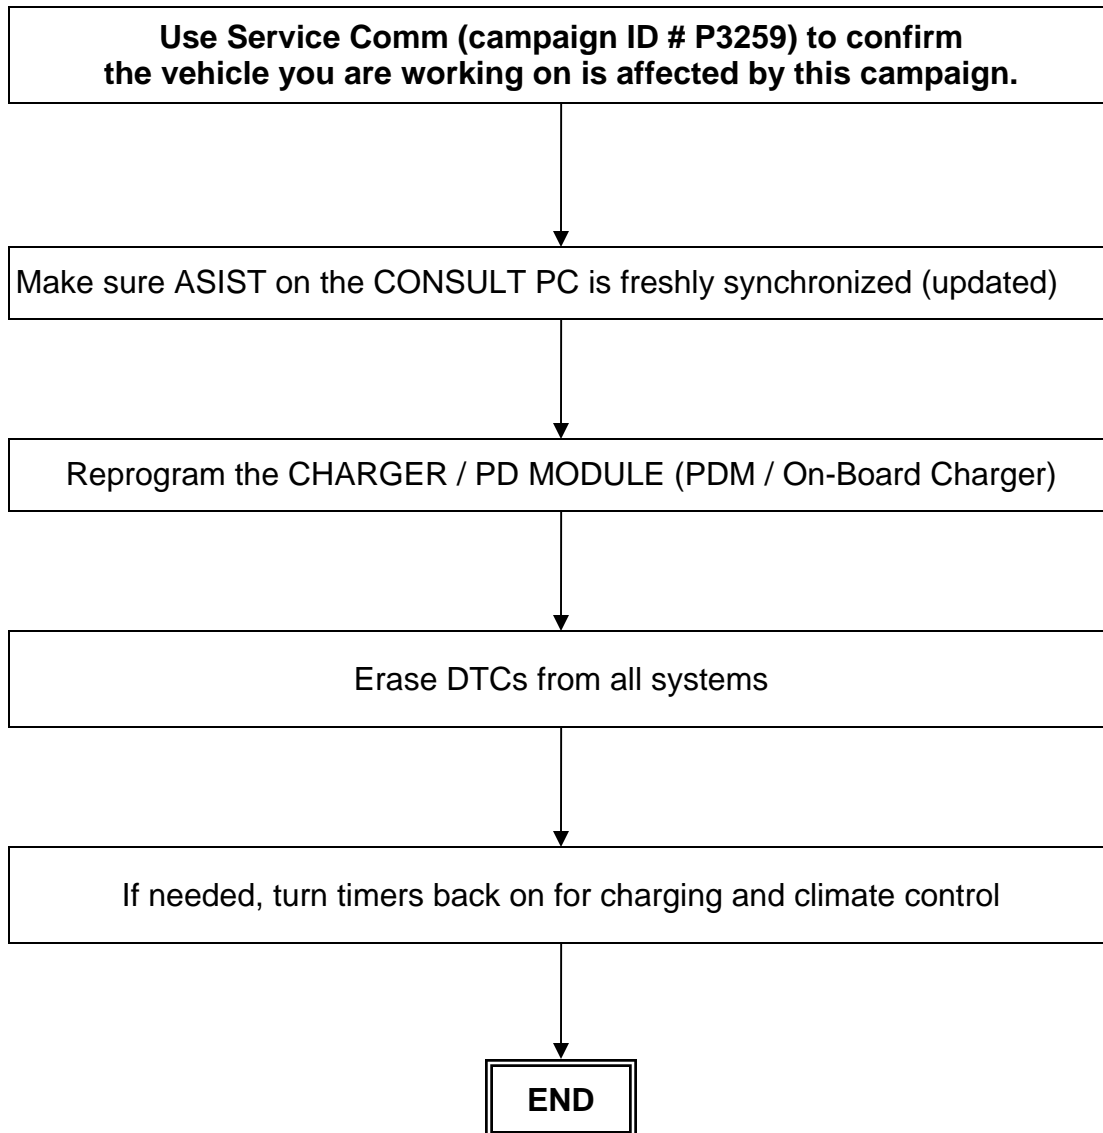 Use Service Comm (campaign ID # P3259) to confirm
the vehicle you are working on is affected by this campaign.
Make sure ASIST on the CONSULT PC is freshly synchronized (updated)
Reprogram the CHARGER / PD MODULE (PDM / On-Board Charger)
Erase DTCs from all systems
If needed, turn timers back on for charging and climate control
END